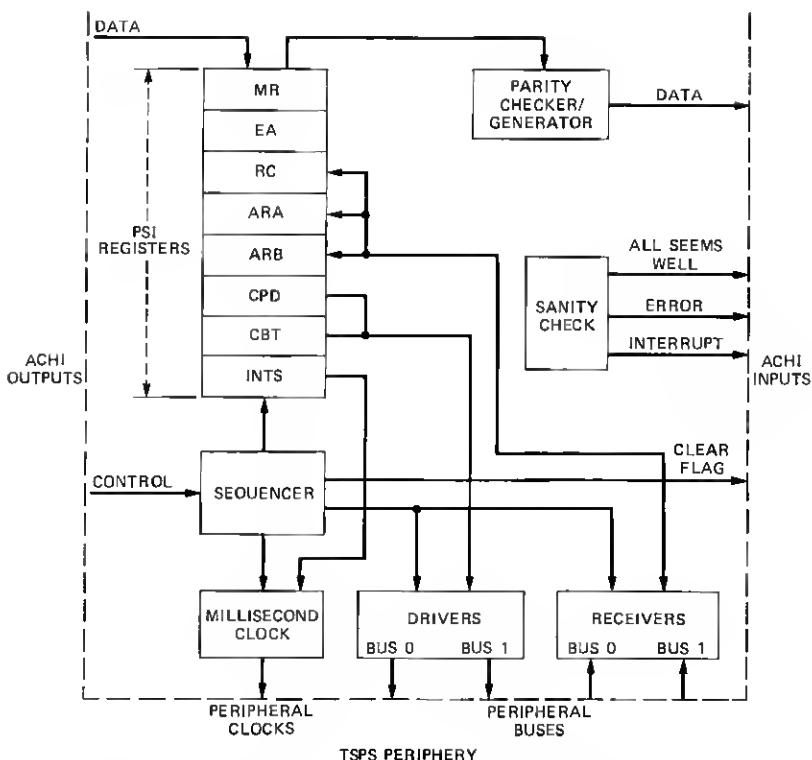 DATA
MR
EA
RC
ARA
ARB
CPD
CBT
INTS
PSI
REGISTERS
PARITY
CHECKER/
GENERATOR
DATA
ALL SEEMS
WELL
SANITY
CHECK
ERROR
INTERRUPT
ACHI
OUTPUTS
ACHI
INPUTS
CLEAR
FLAG
CONTROL
SEQUENCER
MILLISECOND
CLOCK
DRIVERS
BUS 0 BUS 1
RECEIVERS
BUS 0 BUS 1
PERIPHERAL
CLOCKS
PERIPHERAL
BUSES
TSPS PERIPHERY